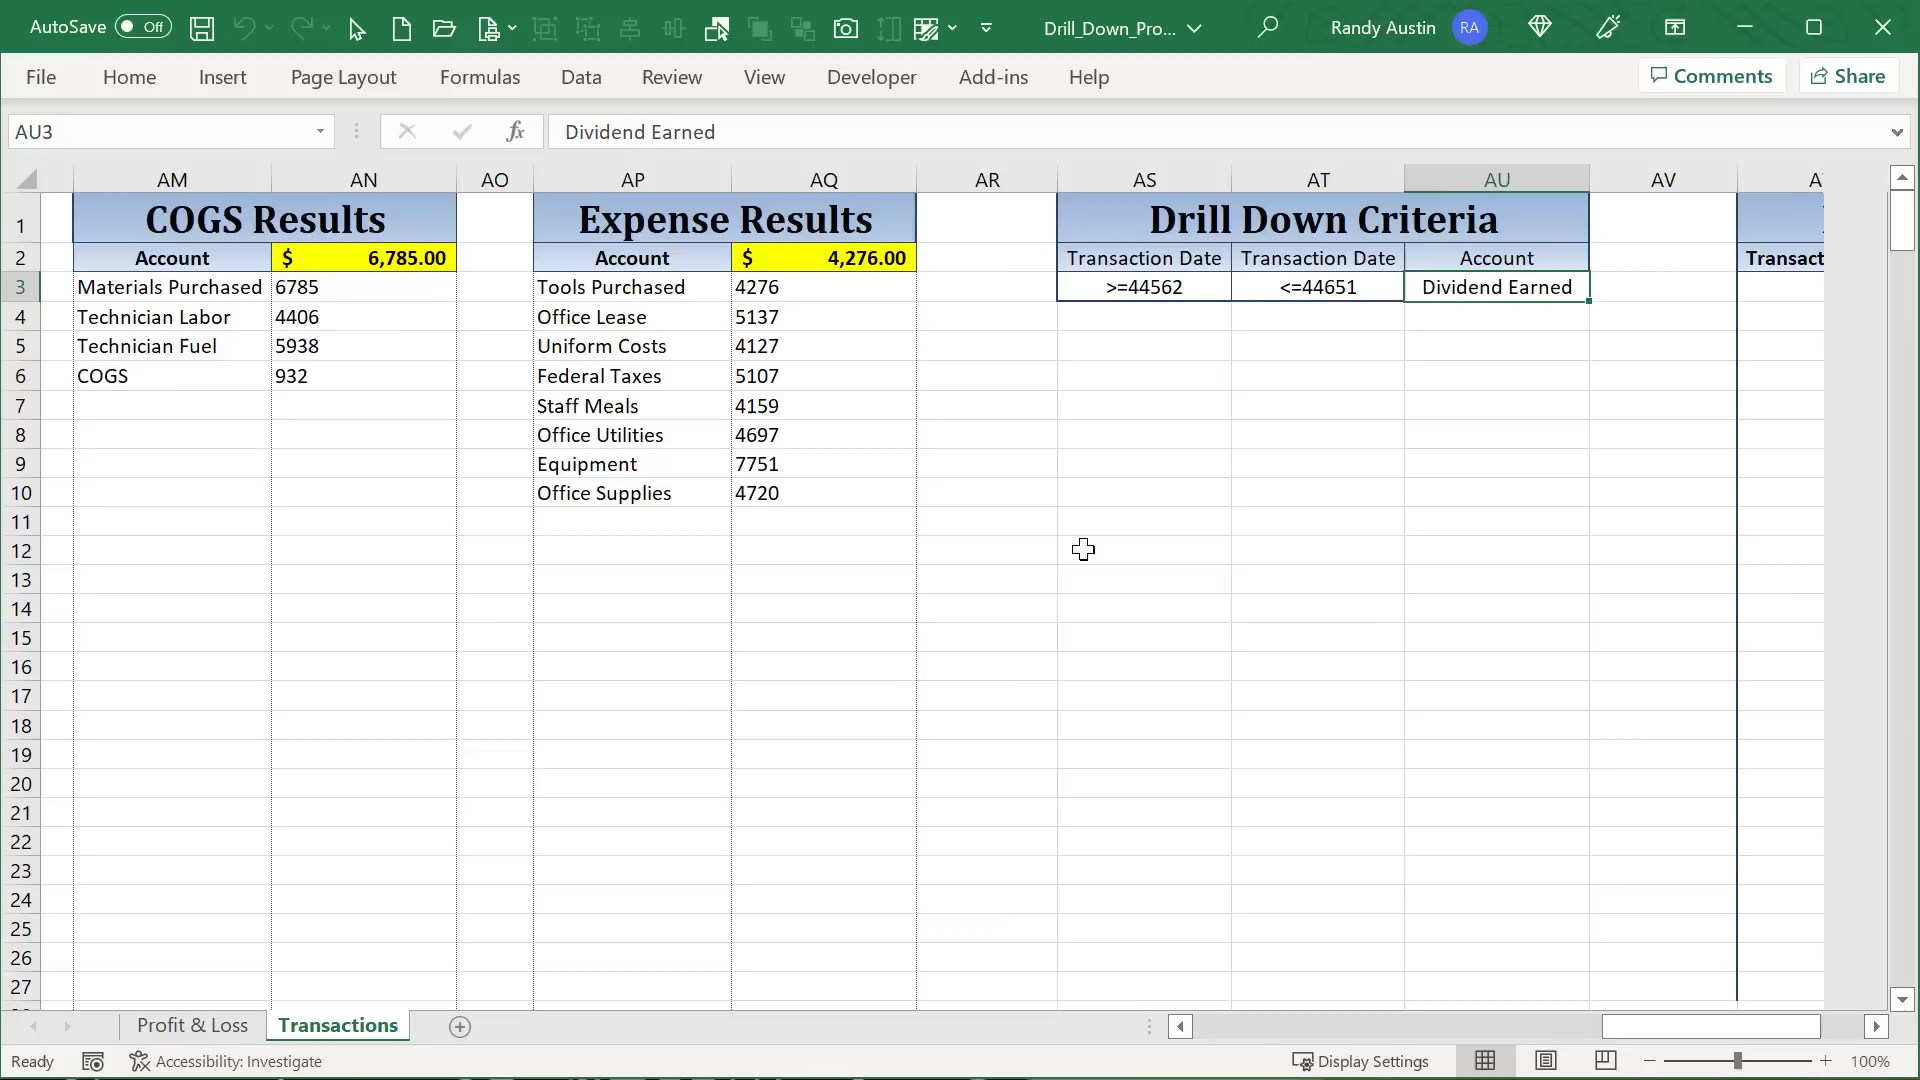 AutoSave Off Drill_Down_Pro... Randy Austin RA
File Home Insert Page Layout Formulas Data Review View Developer Add-ins Help Comments Share
AU3 fx Dividend Earned
AM AN AO AP AQ AR AS AT AU AV
1 COGS Results Expense Results Drill Down Criteria
2 Account $ 6,785.00 Account $ 4,276.00 Transaction Date Transaction Date Account Transact
3 Materials Purchased 6785 Tools Purchased 4276 >=44562 <=44651 Dividend Earned
4 Technician Labor 4406 Office Lease 5137
5 Technician Fuel 5938 Uniform Costs 4127
6 COGS 932 Federal Taxes 5107
7 Staff Meals 4159
8 Office Utilities 4697
9 Equipment 7751
10 Office Supplies 4720
11
12
13
14
15
16
17
18
19
20
21
22
23
24
25
26
27
Profit & Loss Transactions
Ready Accessibility: Investigate Display Settings 100%